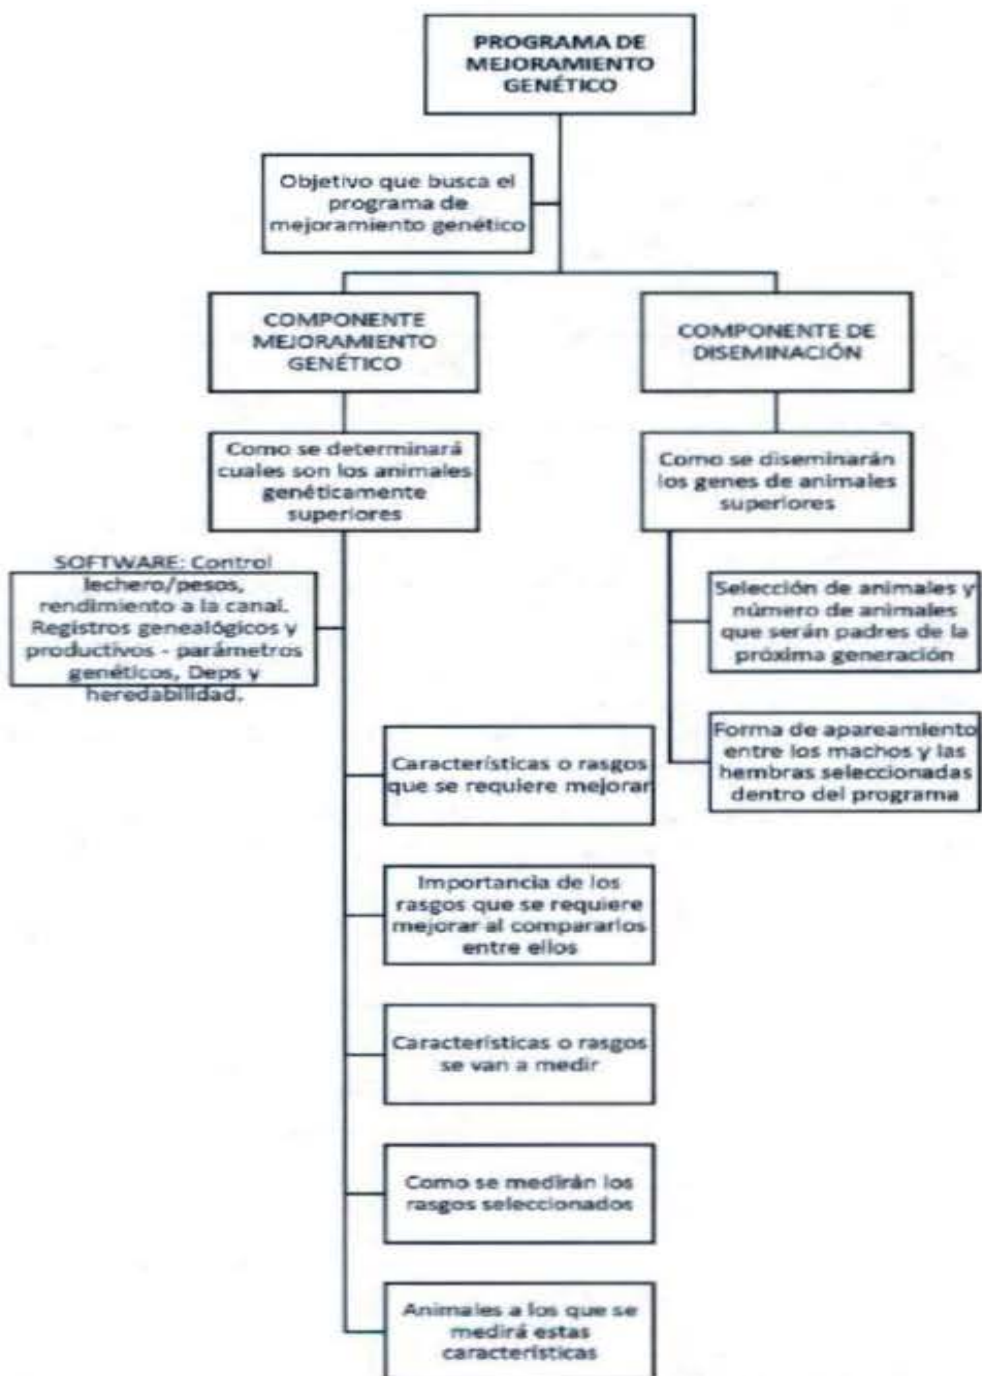 PROGRAMA DE
MEJORAMIENTO
GENÉTICO
Objetivo que busca el
programa de
mejoramiento genético
COMPONENTE
MEJORAMIENTO
GENÉTICO
COMPONENTE DE
DISEMINACIÓN
Como se determinará
cuales son los animales
genéticamente
superiores
Como se diseminarán
los genes de animales
superiores
SOFTWARE: Control
lechero/pesos,
rendimiento a la canal.
Registros genealógicos y
productivos - parámetros
genéticos, Deps y
heredabilidad.
Selección de animales y
número de animales
que serán padres de la
próxima generación
Forma de apareamiento
entre los machos y las
hembras seleccionadas
dentro del programa
Características o rasgos
que se requiere mejorar
Importancia de los
rasgos que se requiere
mejorar al compararlos
entre ellos
Características o rasgos
se van a medir
Como se medirán los
rasgos seleccionados
Animales a los que se
medirá estas
características